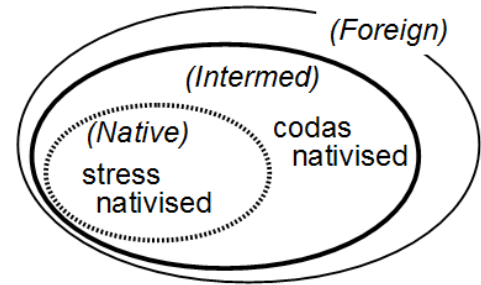 (Foreign)
(Intermed)
(Native)
codas
nativised
stress
nativised